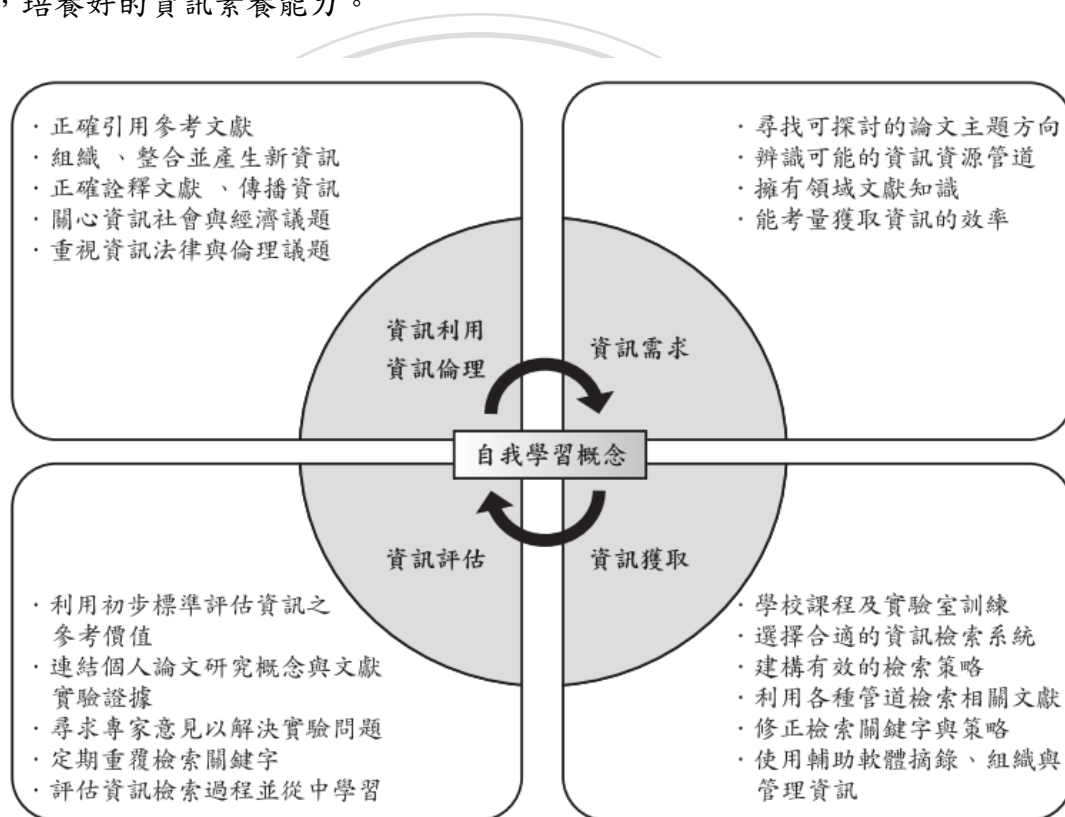 ，培養好的資訊素養能力。
· 正確引用參考文獻
· 組織 、整合並產生新資訊
· 正確詮釋文獻 、傳播資訊
· 關心資訊社會與經濟議題
· 重視資訊法律與倫理議題
· 尋找可探討的論文主題方向
· 辨識可能的資訊資源管道
· 擁有領域文獻知識
· 能考量獲取資訊的效率
資訊利用
資訊倫理
資訊需求
自我學習概念
資訊評估
資訊獲取
· 利用初步標準評估資訊之
參考價值
· 連結個人論文研究概念與文獻
實驗證據
· 尋求專家意見以解決實驗問題
· 定期重覆檢索關鍵字
· 評估資訊檢索過程並從中學習
· 學校課程及實驗室訓練
· 選擇合適的資訊檢索系統
· 建構有效的檢索策略
· 利用各種管道檢索相關文獻
· 修正檢索關鍵字與策略
· 使用輔助軟體摘錄、組織與
管理資訊